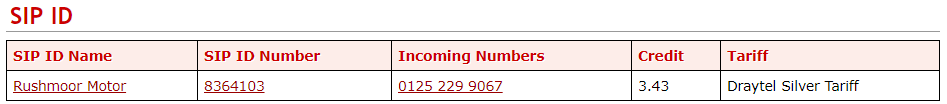 SIP ID
SIP ID Name SIP ID Number Incoming Numbers Credit Tariff
Rushmoor Motor 8364103 0125 229 9067 3.43 Draytel Silver Tariff